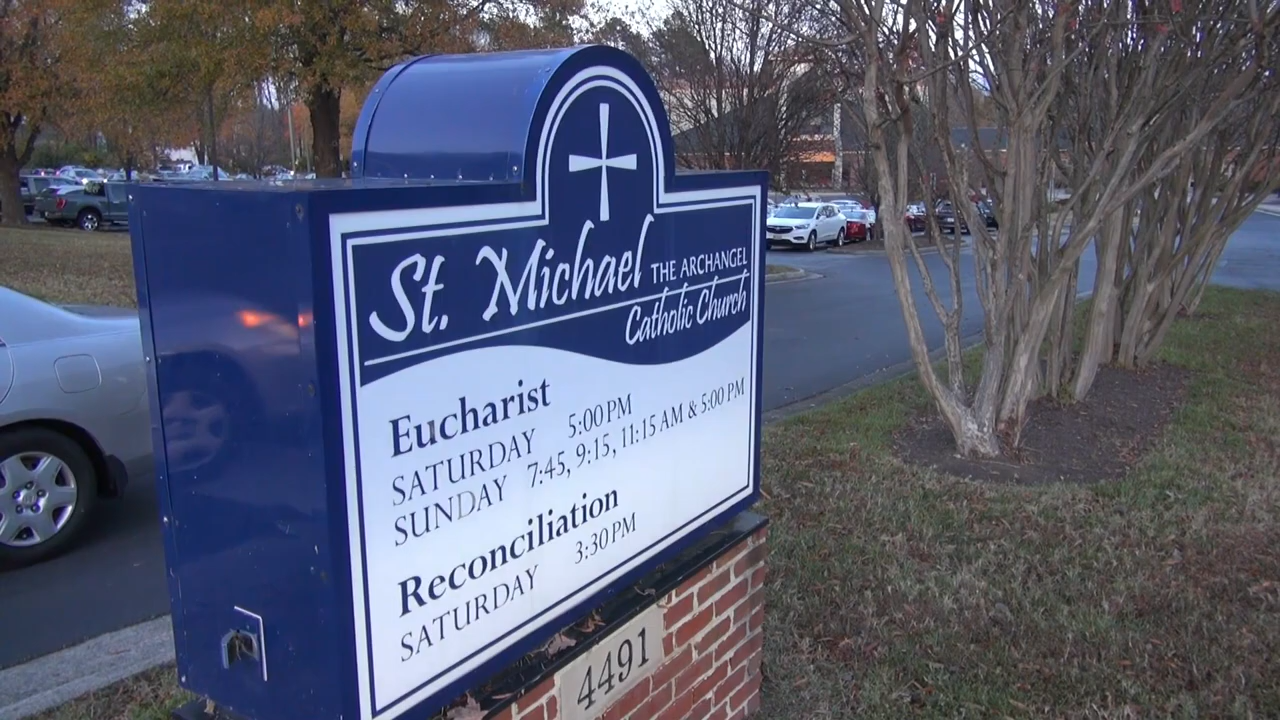 St. Michael THE ARCHANGEL
Catholic Church
Eucharist
SATURDAY 5:00 PM
SUNDAY 7:45, 9:15, 11:15 AM & 5:00 PM
Reconciliation
SATURDAY 3:30 PM
4491